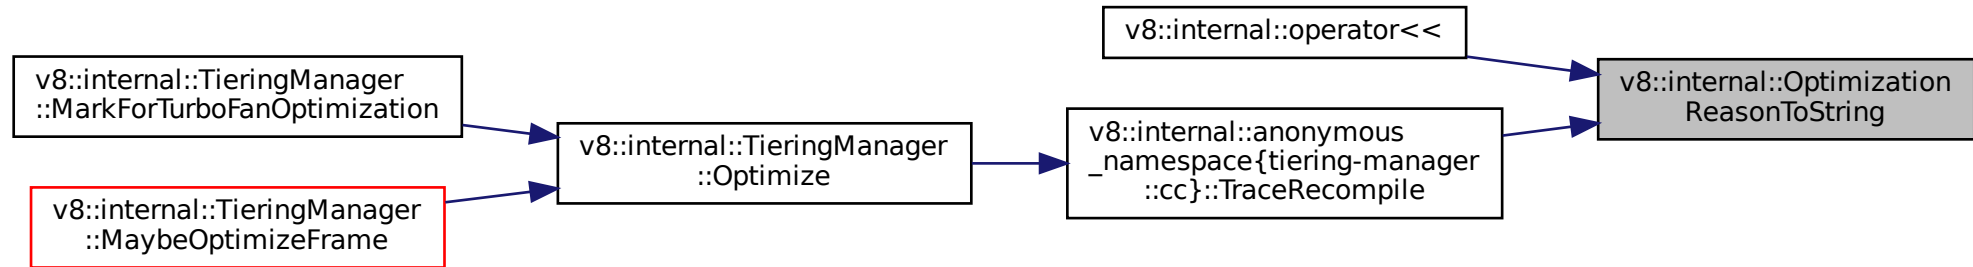 v8::internal::operator<<
v8::internal::TieringManager
::MarkForTurboFanOptimization
v8::internal::Optimization
ReasonToString
v8::internal::anonymous
_namespace{tiering-manager
::cc}::TraceRecompile
v8::internal::TieringManager
::Optimize
v8::internal::TieringManager
::MaybeOptimizeFrame